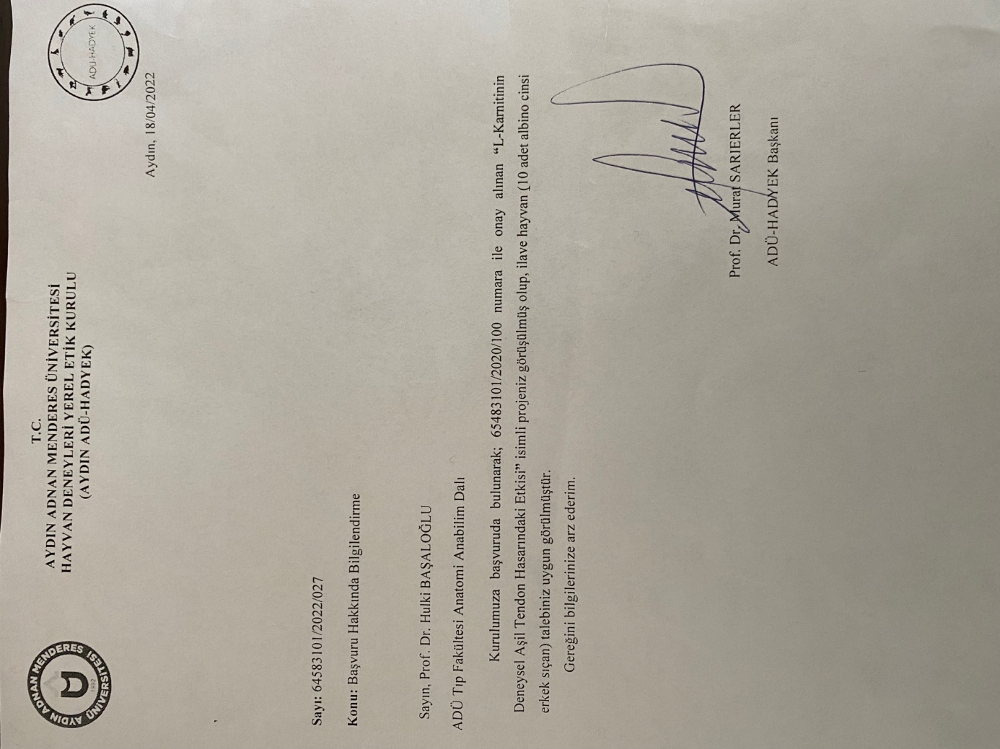 T.C.
AYDIN ADNAN MENDERES ÜNİVERSİTESİ
HAYVAN DENEYLERİ YEREL ETİK KURULU
(AYDIN ADÜ-HADYEK)
AYDIN ADNAN MENDERES ÜNİVERSİTESİ
1992
ADU-HADYEK
Aydın, 18/04/2022
Sayı: 64583101/2022/027
Konu: Başvuru Hakkında Bilgilendirme
Sayın, Prof. Dr. Hulki BAŞALOĞLU
ADÜ Tıp Fakültesi Anatomi Anabilim Dalı
Kurulumuza başvuruda bulunarak; 65483101/2020/100 numara ile onay alınan “L-Karnitinin
Deneysel Aşil Tendon Hasarındaki Etkisi” isimli projeniz görüşülmüş olup, ilave hayvan (10 adet albino cinsi
erkek sıçan) talebiniz uygun görülmüştür.
Gereğini bilgilerinize arz ederim.
Prof. Dr. Murat SARIERLER
ADÜ-HADYEK Başkanı